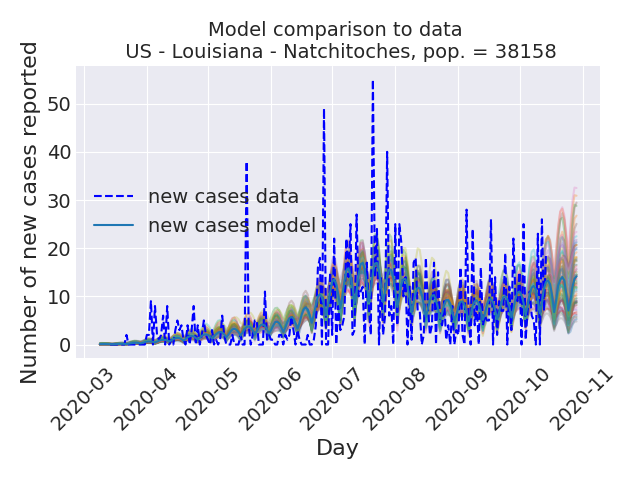 Model comparison to data
US - Louisiana - Natchitoches, pop. = 38158
Number of new cases reported
50
40
30
20
10
0
new cases data
new cases model
2020-03
2020-04
2020-05
2020-06
2020-07
2020-08
2020-09
2020-10
2020-11
Day